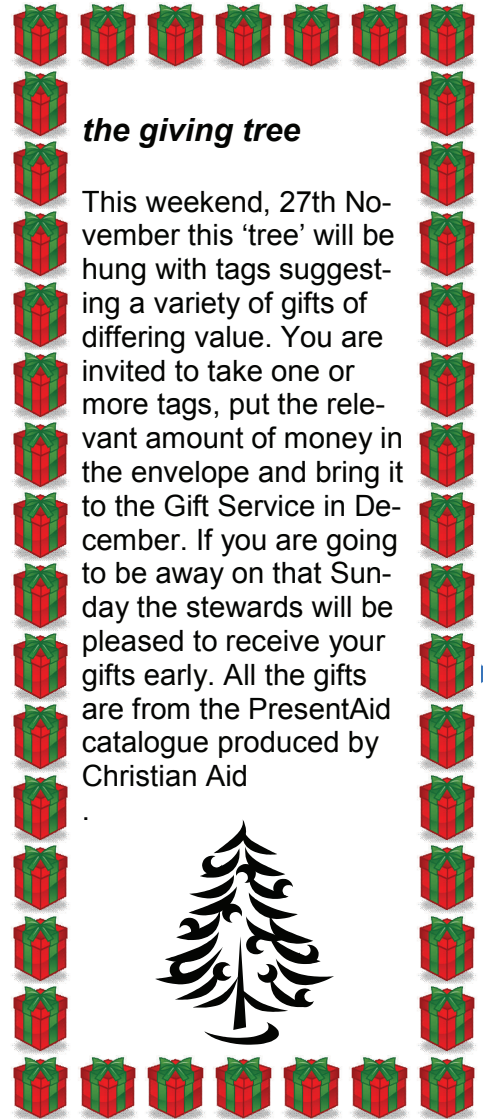 the giving tree
This weekend, 27th No-
vember this ‘tree’ will be
hung with tags suggest-
ing a variety of gifts of
differing value. You are
invited to take one or
more tags, put the rele-
vant amount of money in
the envelope and bring it
to the Gift Service in De-
cember. If you are going
to be away on that Sun-
day the stewards will be
pleased to receive your
gifts early. All the gifts
are from the PresentAid
catalogue produced by
Christian Aid
.